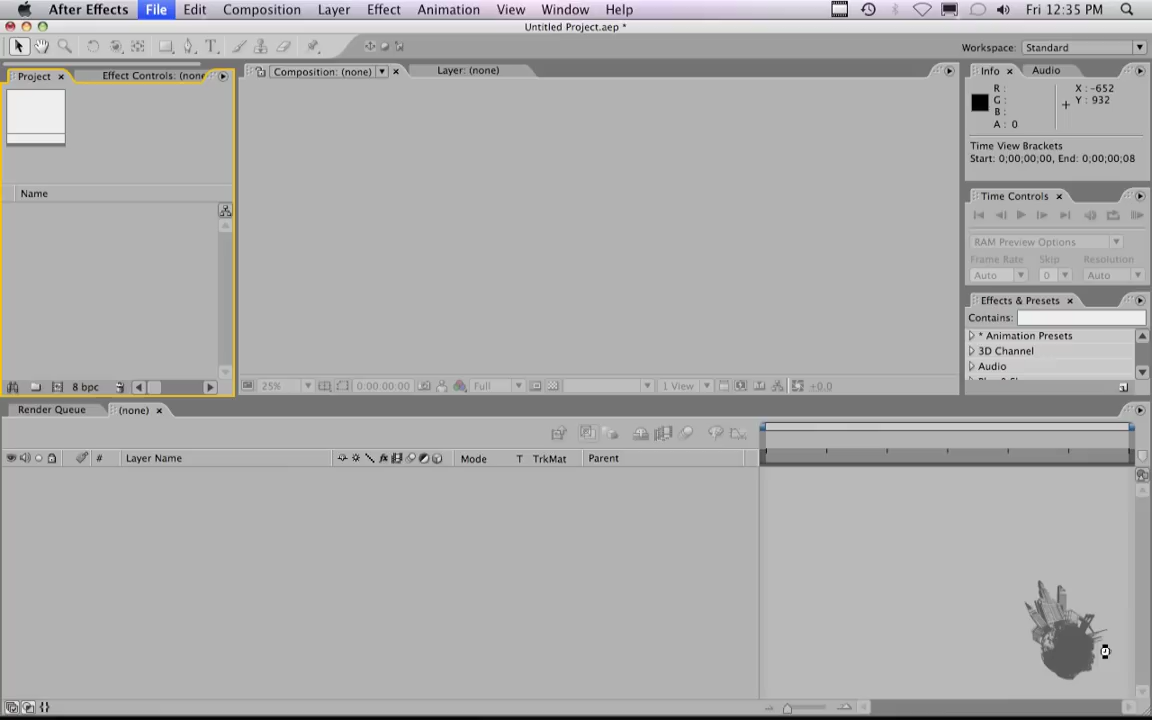 After Effects File Edit Composition Layer Effect Animation View Window Help Fri 12:35 PM
Untitled Project.aep *
Workspace: Standard
Project Effect Controls: (none
Composition: (none) Layer: (none)
Info Audio
R :
G :
B :
A : 0
X : -652
Y : 932
Time View Brackets
Start: 0;00;00;00, End: 0;00;00;08
Name
Time Controls
RAM Preview Options
Frame Rate Skip Resolution
Auto 0 Auto
Effects & Presets
Contains:
* Animation Presets
3D Channel
Audio
8 bpc
25% 0:00:00:00 Full 1 View +0.0
Render Queue (none)
# Layer Name Mode T TrkMat Parent